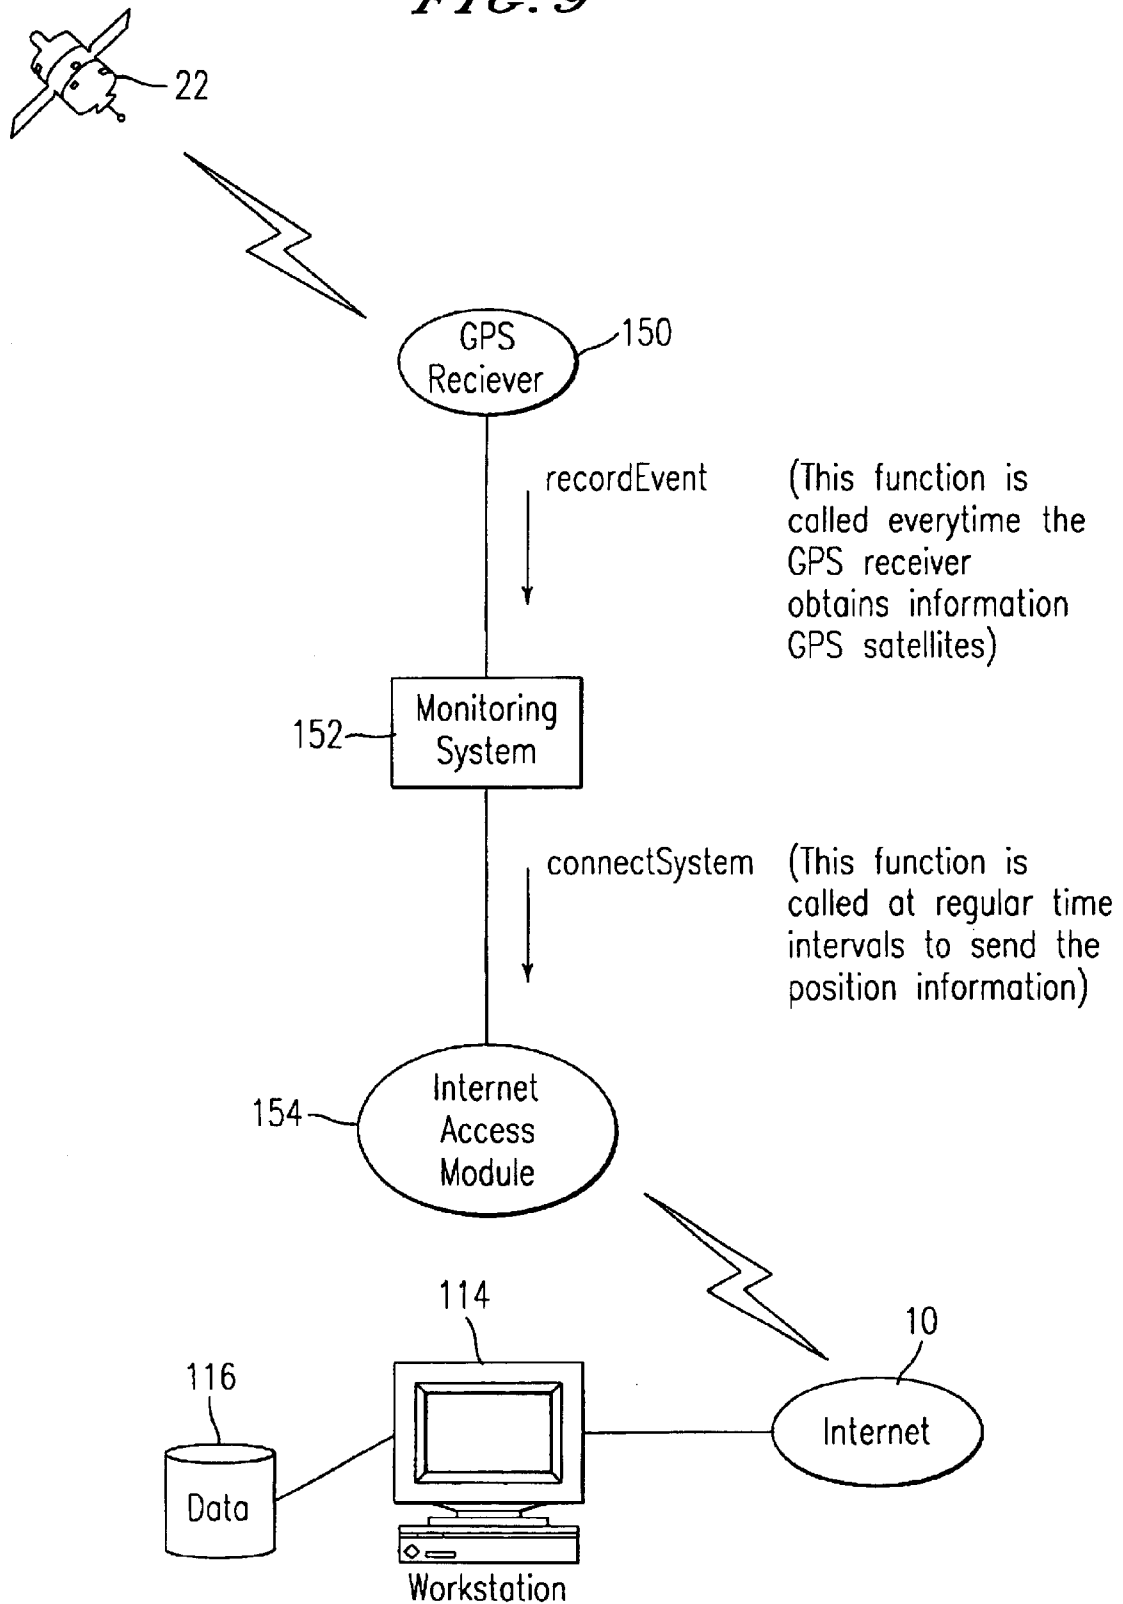 FIG. 9
22
GPS
Reciever
150
recordEvent
(This function is
called everytime the
GPS receiver
obtains information
GPS satellites)
Monitoring
System
152
connectSystem
(This function is
called at regular time
intervals to send the
position information)
Internet
Access
Module
154
114
10
116
Internet
Data
Workstation